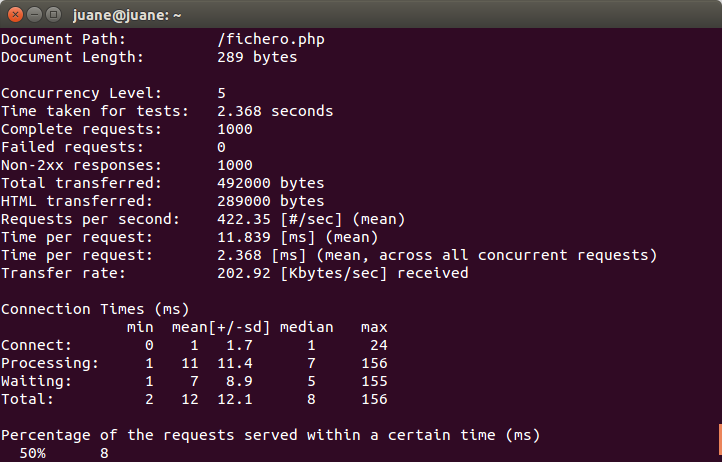 juane@juane: ~
Document Path:          /fichero.php
Document Length:        289 bytes

Concurrency Level:      5
Time taken for tests:   2.368 seconds
Complete requests:      1000
Failed requests:        0
Non-2xx responses:      1000
Total transferred:      492000 bytes
HTML transferred:       289000 bytes
Requests per second:    422.35 [#/sec] (mean)
Time per request:       11.839 [ms] (mean)
Time per request:       2.368 [ms] (mean, across all concurrent requests)
Transfer rate:          202.92 [Kbytes/sec] received

Connection Times (ms)
              min  mean[+/-sd] median   max
Connect:        0    1   1.7      1      24
Processing:     1   11  11.4      7     156
Waiting:        1    7   8.9      5     155
Total:          2   12  12.1      8     156

Percentage of the requests served within a certain time (ms)
  50%      8